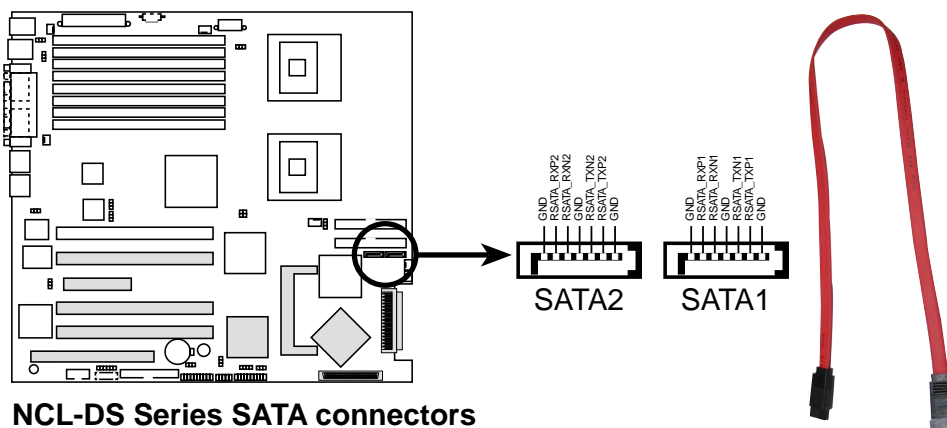 GND
RSATA_RXP2
RSATA_RXN2
GND
RSATA_TXN2
RSATA_TXP2
GND
GND
RSATA_RXP1
RSATA_RXN1
GND
RSATA_TXN1
RSATA_TXP1
GND
SATA2
SATA1
NCL-DS Series SATA connectors